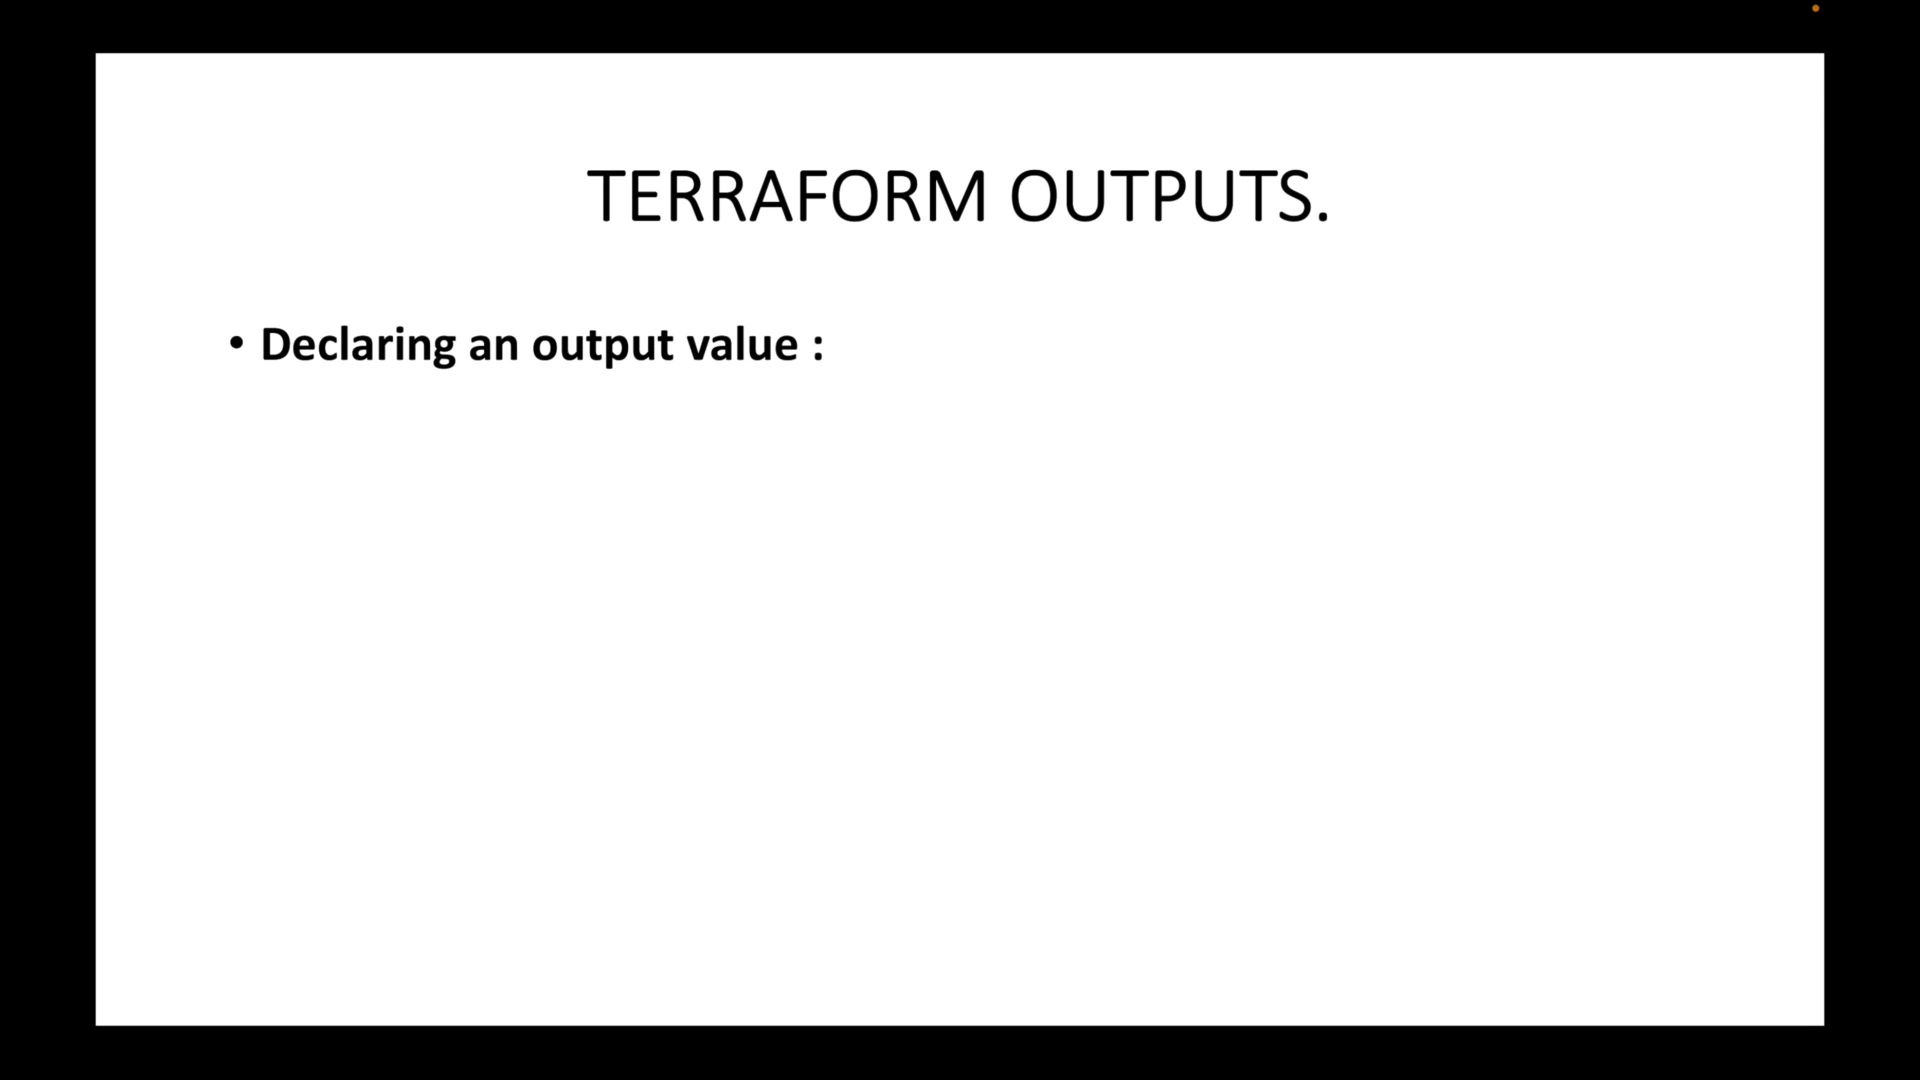 TERRAFORM OUTPUTS.
• Declaring an output value :